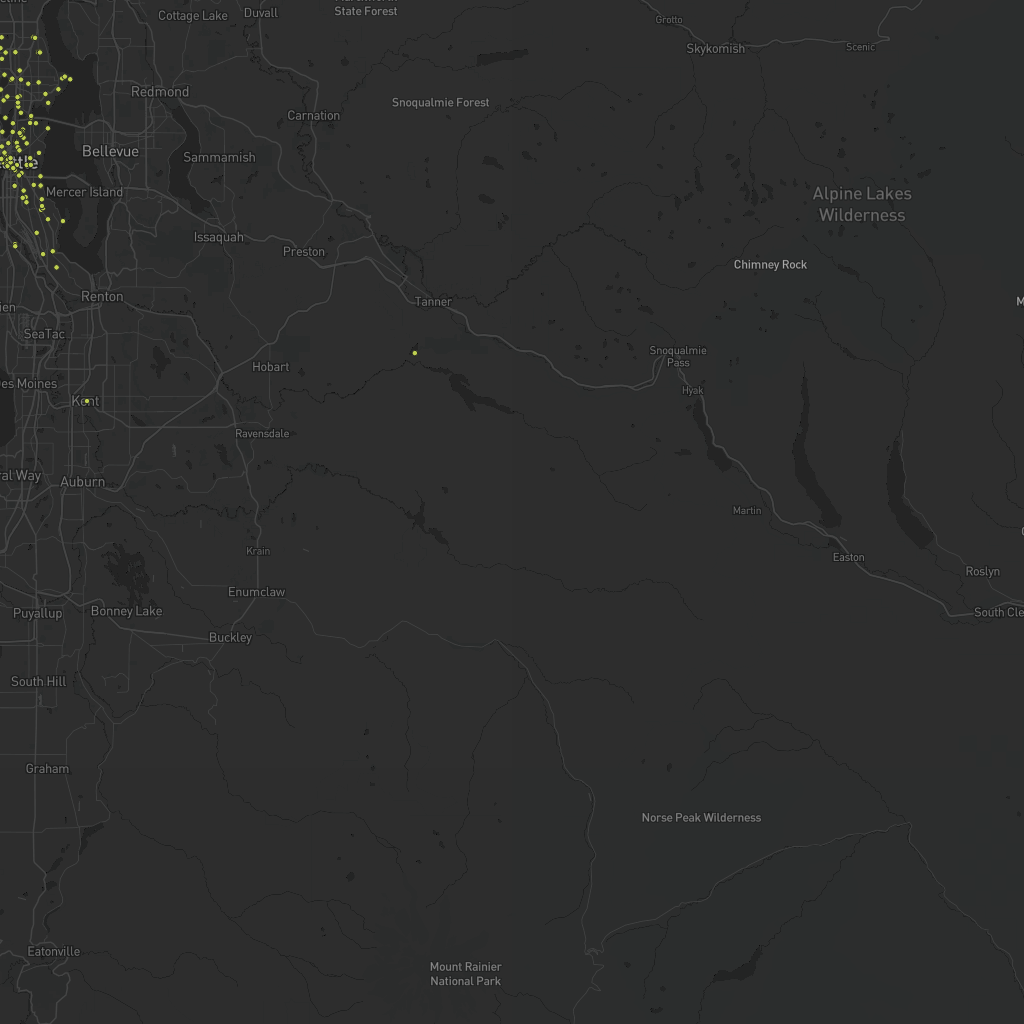 Cottage Lake
Duvall
State Forest
Grotto
Skykomish
Scenic
Redmond
Snoqualmie Forest
Carnation
Bellevue
Sammamish
Mercer Island
Alpine Lakes
Wilderness
Issaquah
Preston
Chimney Rock
Renton
Tanner
M
SeaTac
Snoqualmie
Pass
Hobart
Des Moines
Hyak
Kent
Ravensdale
ral Way
Auburn
Martin
Krain
Easton
Roslyn
Enumclaw
Puyallup
Bonney Lake
South Cle
Buckley
South Hill
Graham
Norse Peak Wilderness
Eatonville
Mount Rainier
National Park